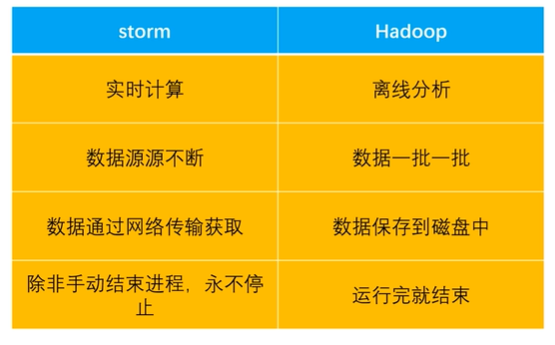 storm Hadoop
实时计算 离线分析
数据源源不断 数据一批一批
数据通过网络传输获取 数据保存到磁盘中
除非手动结束进程，永不停
止 运行完就结束